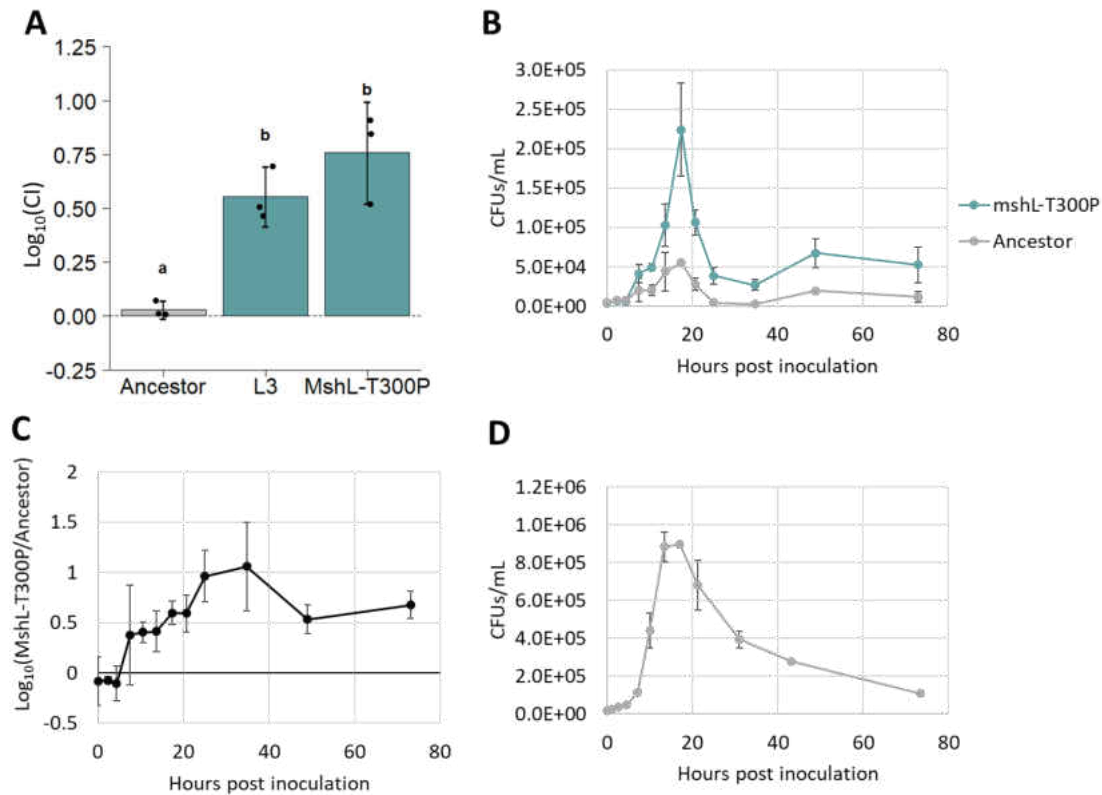 A
1.25
1.00
0.75
0.50
0.25
0.00
-0.25
Log10(CI)
a
b
b
Ancestor L3 MshL-T300P
B
3.0E+05
2.5E+05
2.0E+05
1.5E+05
1.0E+05
5.0E+04
0.0E+00
CFUs/mL
0 20 40 60 80
Hours post inoculation
mshL-T300P
Ancestor
C
2
1.5
1
0.5
0
-0.5
Log10(MshL-T300P/Ancestor)
0 20 40 60 80
Hours post inoculation
D
1.2E+06
1.0E+06
8.0E+05
6.0E+05
4.0E+05
2.0E+05
0.0E+00
CFUs/mL
0 20 40 60 80
Hours post inoculation